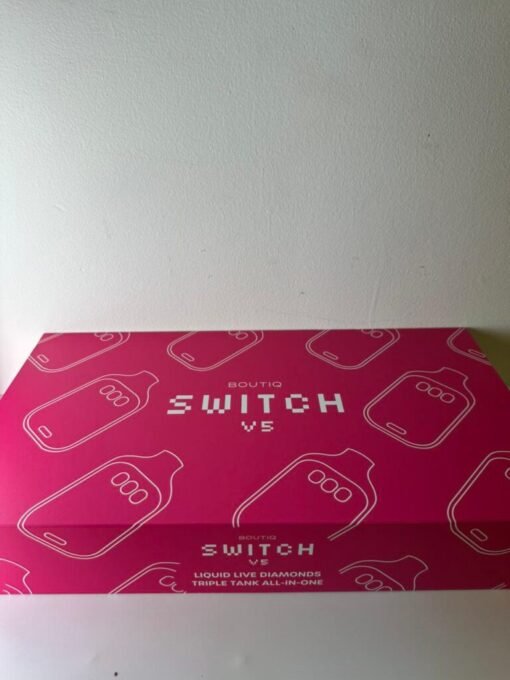 BOUTIQ
SWITCH
V5
BOUTIQ
SWITCH
V5
LIQUID LIVE DIAMONDS
TRIPLE TANK ALL-IN-ONE